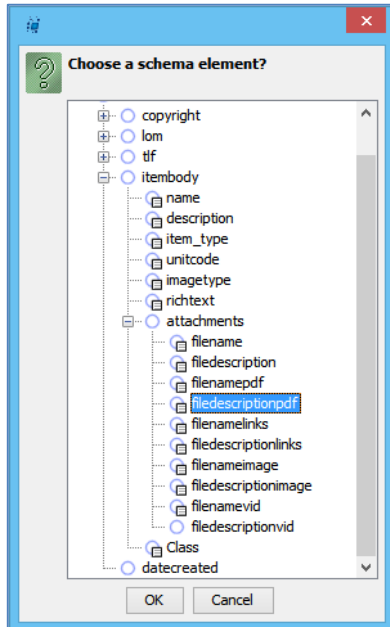 Choose a schema element?
copyright
lom
tlf
itembody
name
description
item_type
unitcode
imagetype
richtext
attachments
filename
filedescription
filenamepdf
filedescriptionpdf
filenamelinks
filedescriptionlinks
filenameimage
filedescriptionimage
filenamevid
filedescriptionvid
Class
datecreated
OK Cancel